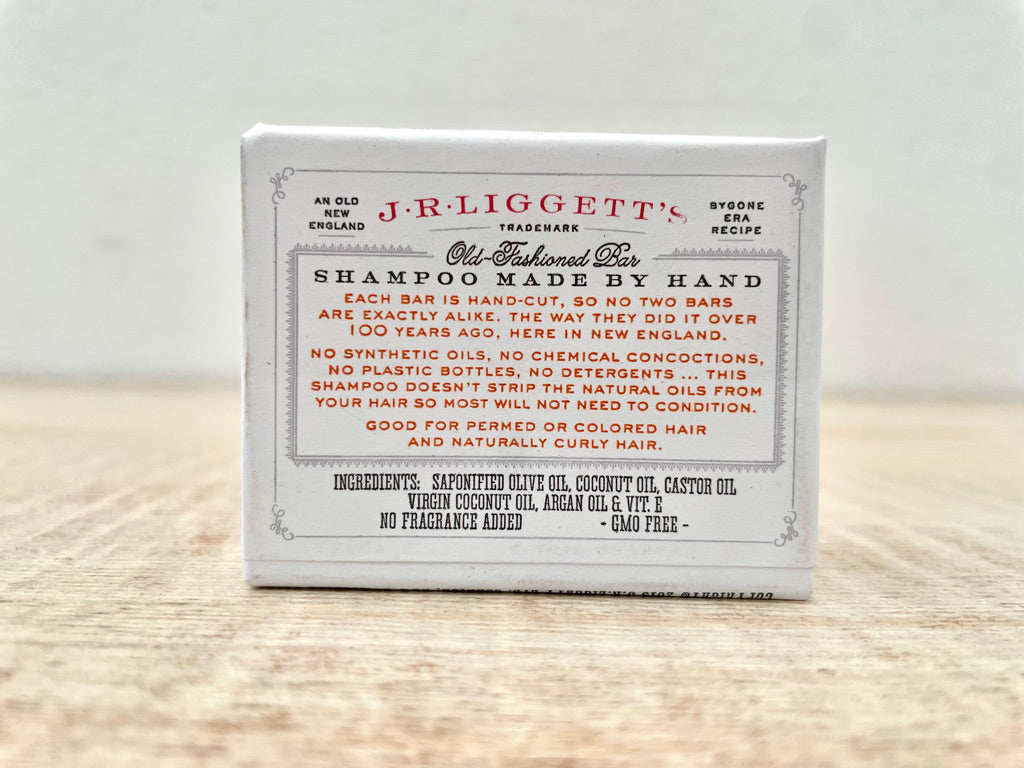 AN OLD
NEW
ENGLAND
J·R·LIGGETT'S
TRADEMARK
BYGONE
ERA
RECIPE
Old-Fashioned Bar
SHAMPOO MADE BY HAND
EACH BAR IS HAND-CUT, SO NO TWO BARS
ARE EXACTLY ALIKE. THE WAY THEY DID IT OVER
100 YEARS AGO, HERE IN NEW ENGLAND.
NO SYNTHETIC OILS, NO CHEMICAL CONCOCTIONS,
NO PLASTIC BOTTLES, NO DETERGENTS ... THIS
SHAMPOO DOESN'T STRIP THE NATURAL OILS FROM
YOUR HAIR SO MOST WILL NOT NEED TO CONDITION.
GOOD FOR PERMED OR COLORED HAIR
AND NATURALLY CURLY HAIR.
INGREDIENTS: SAPONIFIED OLIVE OIL, COCONUT OIL, CASTOR OIL
VIRGIN COCONUT OIL, ARGAN OIL & VIT. E
NO FRAGRANCE ADDED - GMO FREE -